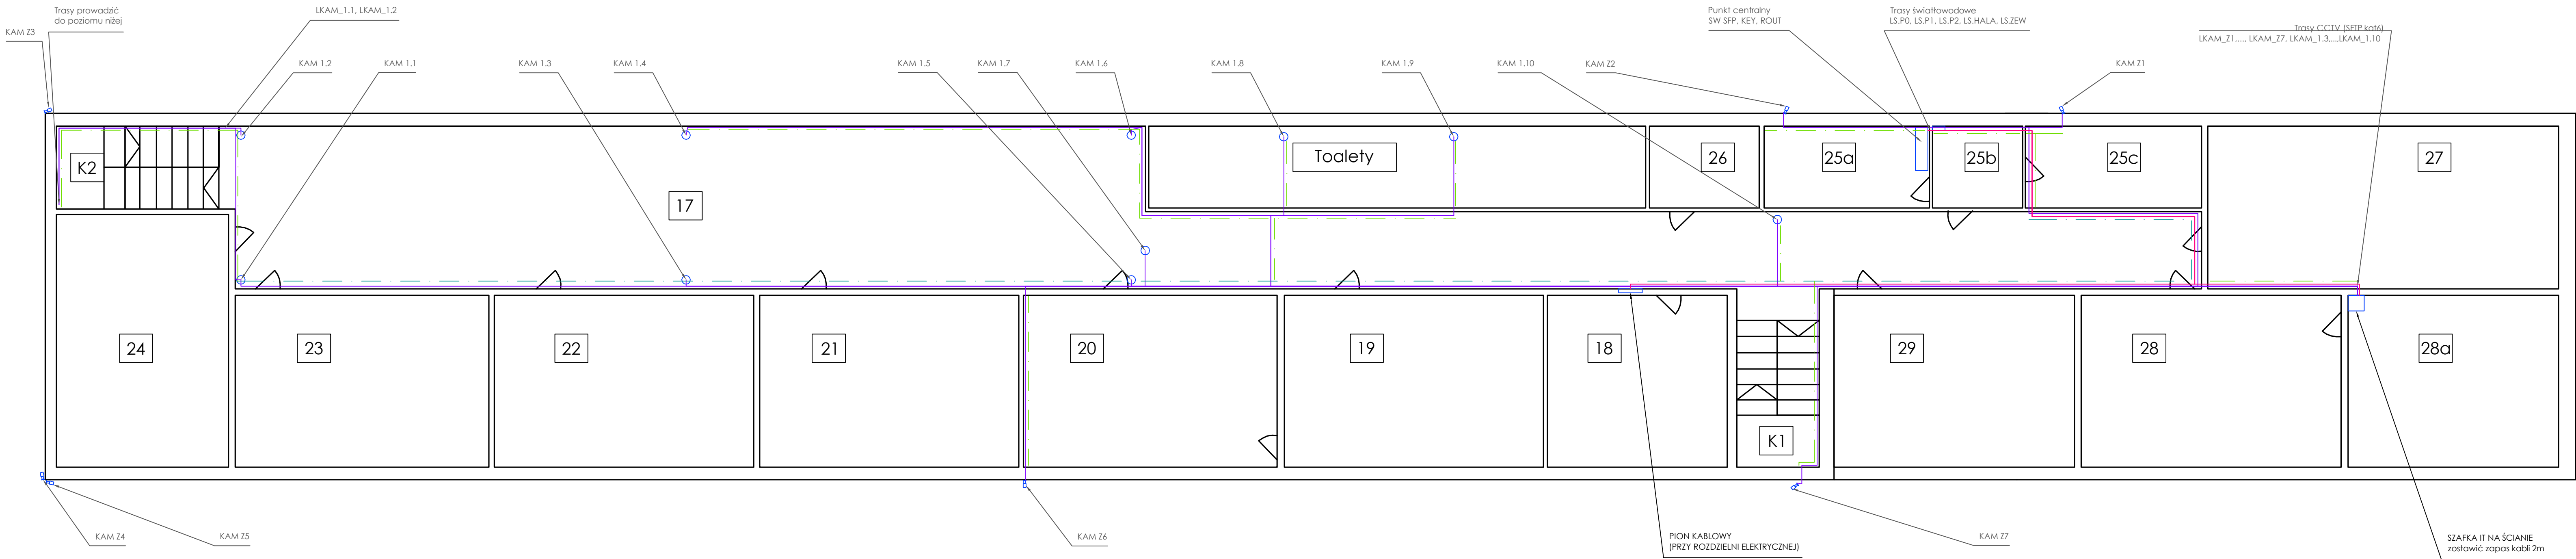 Trasy prowadzić
do poziomu niżej
LKAM_1.1, LKAM_1.2
Punkt centralny
SW SFP, KEY, ROUT
Trasy światłowodowe
LS.P0, LS.P1, LS.P2, LS.HALA, LS.ZEW
Trasy CCTV (SFTP kat6)
LKAM_Z1,..., LKAM_Z7, LKAM_1.3,...,LKAM_1.10
KAM Z3
KAM 1.2
KAM 1.1
KAM 1.3
KAM 1.4
KAM 1.5
KAM 1.7
KAM 1.6
KAM 1.8
KAM 1.9
KAM 1.10
KAM Z2
KAM Z1
K2
17
Toalety
26
25a
25b
25c
27
24
23
22
21
20
19
18
29
28
28a
K1
KAM Z4
KAM Z5
KAM Z6
PION KABLOWY
(PRZY ROZDZIELNI ELEKTRYCZNEJ)
KAM Z7
SZAFKA IT NA ŚCIANIE
zostawić zapas kabli 2m